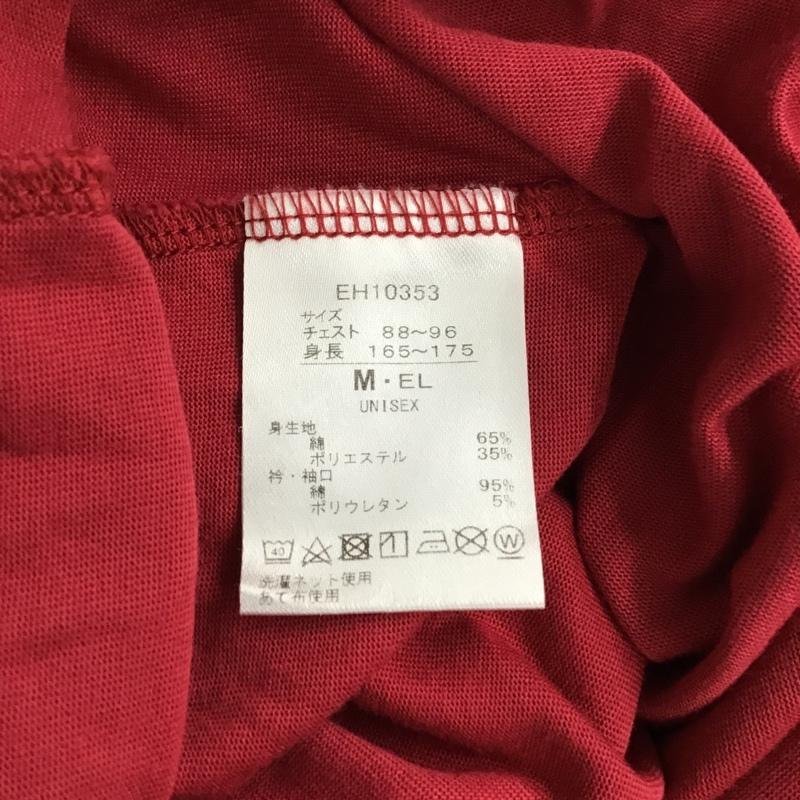 EH10353
サイズ
チェスト 88〜96
身長 165〜175
M・EL
UNISEX
身生地
綿 65%
ポリエステル 35%
衿・袖口
綿 95%
ポリウレタン 5%
40 W
洗濯ネット使用
あて布使用